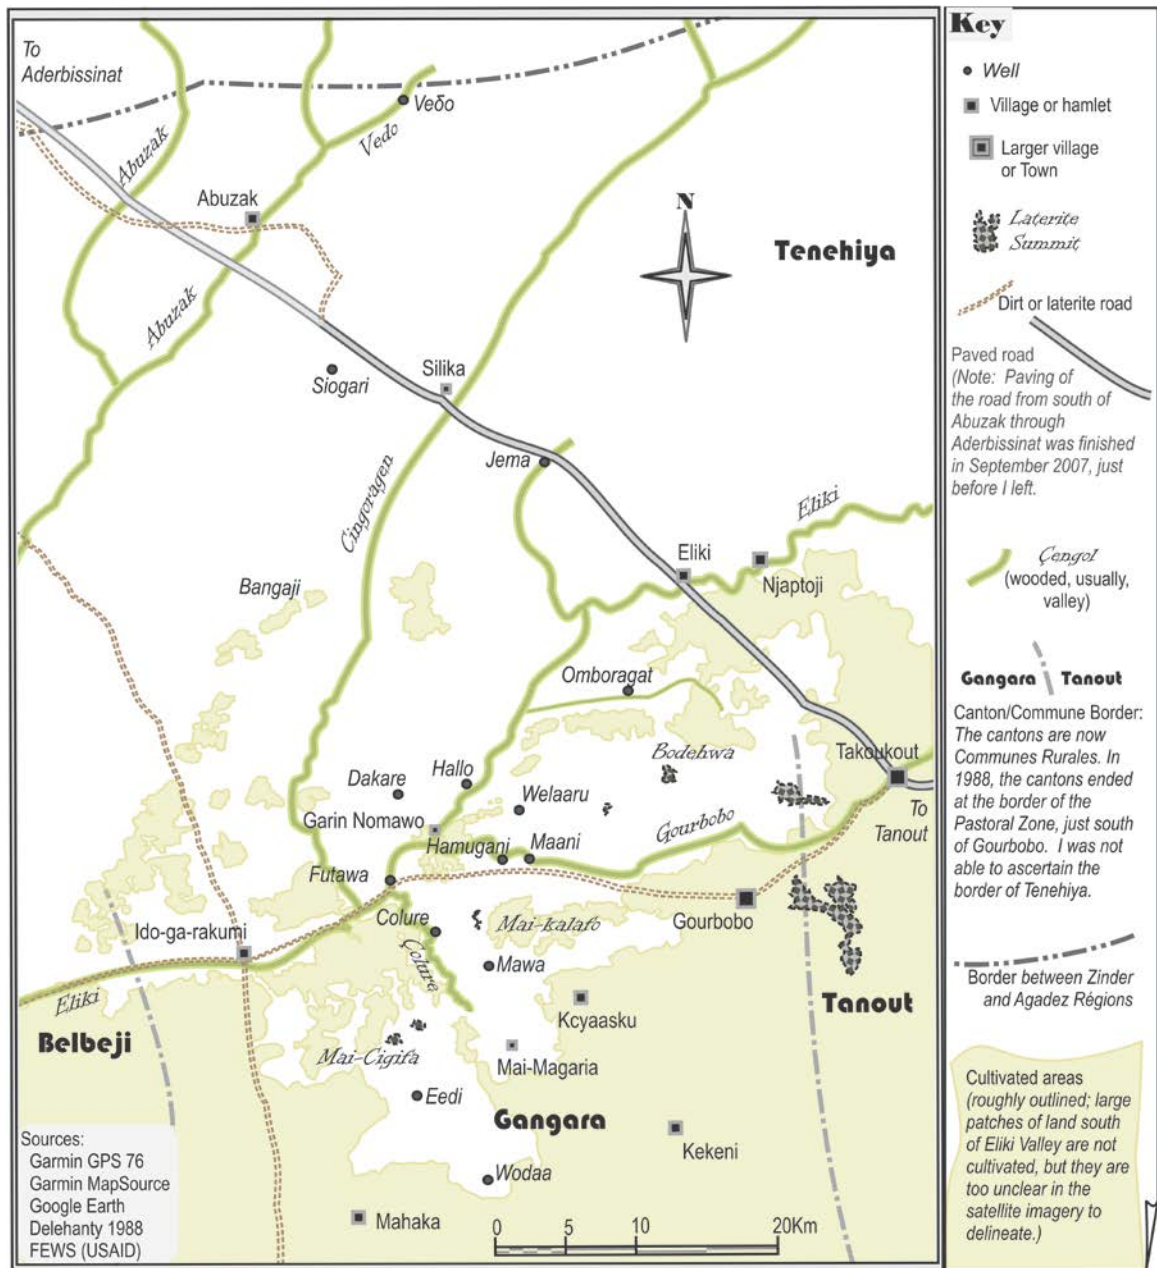 To
Aderbissinat
Veδo
Vedo
Abuzak
Abuzak
Abuzak
N
Tenehiya
Siogari
Silika
Jema
Cingoragen
Eliki
Eliki
Njaptoji
Bangaji
Omboragat
Bodehwa
Takoukout
Dakare
Hallo
Welaaru
To
Tanout
Garin Nomawo
Hamugani
Maani
Gourbobo
Futawa
Colure
Mai-kalafo
Gourbobo
Ido-ga-rakumi
Çolure
Mawa
Eliki
Kcyaasku
Tanout
Belbeji
Mai-Cigifa
Mai-Magaria
Eedi
Gangara
Kekeni
Wodaa
Mahaka
Sources:
Garmin GPS 76
Garmin MapSource
Google Earth
Delehanty 1988
FEWS (USAID)
0 5 10 20Km
Key
Well
Village or hamlet
Larger village
or Town
Laterite
Summit
Dirt or laterite road
Paved road
(Note: Paving of
the road from south of
Abuzak through
Aderbissinat was finished
in September 2007, just
before I left.
Çengol
(wooded, usually,
valley)
Gangara Tanout
Canton/Commune Border:
The cantons are now
Communes Rurales. In
1988, the cantons ended
at the border of the
Pastoral Zone, just south
of Gourbobo. I was not
able to ascertain the
border of Tenehiya.
Border between Zinder
and Agadez Régions
Cultivated areas
(roughly outlined; large
patches of land south
of Eliki Valley are not
cultivated, but they are
too unclear in the
satellite imagery to
delineate.)